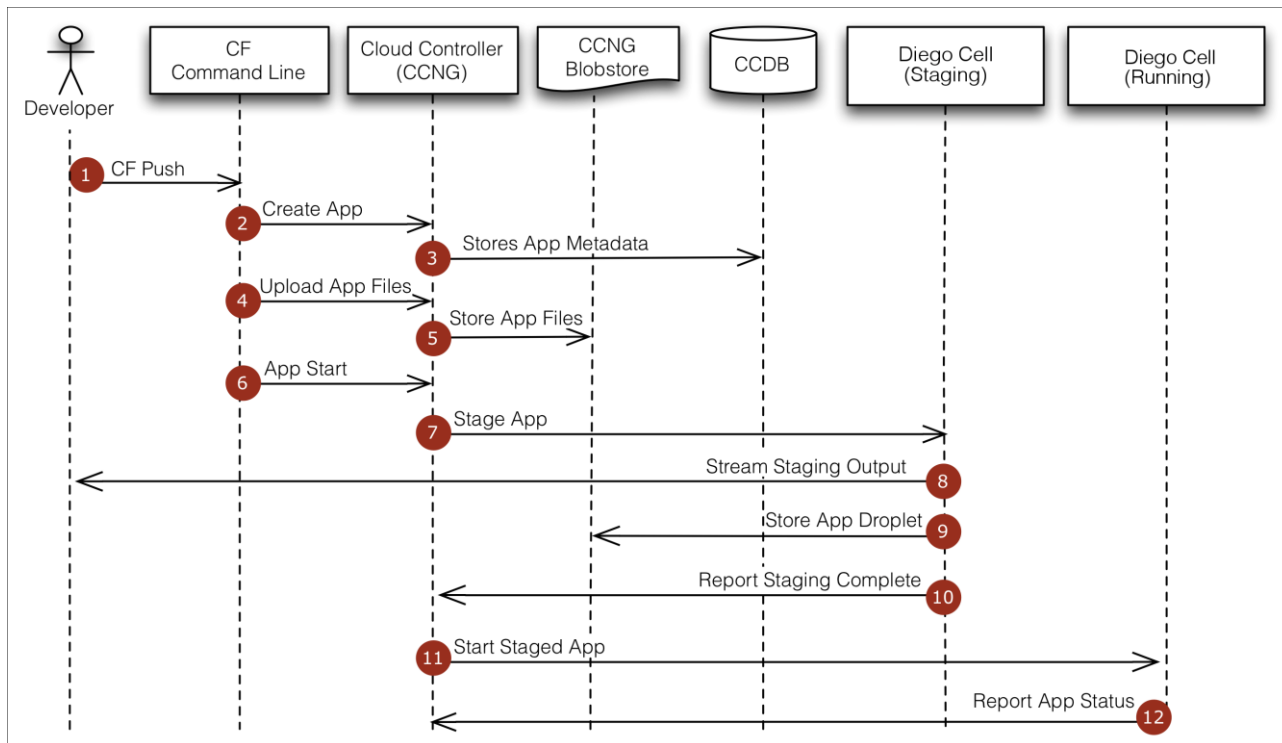 Developer
CF
Command Line
Cloud Controller
(CCNG)
CCNG
Blobstore
CCDB
Diego Cell
(Staging)
Diego Cell
(Running)
1 CF Push
2 Create App
3 Stores App Metadata
4 Upload App Files
5 Store App Files
6 App Start
7 Stage App
Stream Staging Output 8
Store App Droplet 9
Report Staging Complete 10
11 Start Staged App
Report App Status 12